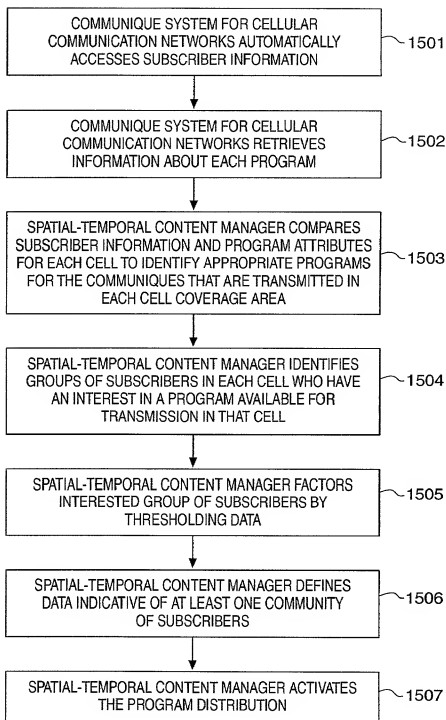 COMMUNIQUE SYSTEM FOR CELLULAR
COMMUNICATION NETWORKS AUTOMATICALLY
ACCESSES SUBSCRIBER INFORMATION
1501
COMMUNIQUE SYSTEM FOR CELLULAR
COMMUNICATION NETWORKS RETRIEVES
INFORMATION ABOUT EACH PROGRAM
1502
SPATIAL-TEMPORAL CONTENT MANAGER COMPARES
SUBSCRIBER INFORMATION AND PROGRAM ATTRIBUTES
FOR EACH CELL TO IDENTIFY APPROPRIATE PROGRAMS
FOR THE COMMUNIQUES THAT ARE TRANSMITTED IN
EACH CELL COVERAGE AREA
1503
SPATIAL-TEMPORAL CONTENT MANAGER IDENTIFIES
GROUPS OF SUBSCRIBERS IN EACH CELL WHO HAVE
AN INTEREST IN A PROGRAM AVAILABLE FOR
TRANSMISSION IN THAT CELL
1504
SPATIAL-TEMPORAL CONTENT MANAGER FACTORS
INTERESTED GROUP OF SUBSCRIBERS BY
THRESHOLDING DATA
1505
SPATIAL-TEMPORAL CONTENT MANAGER DEFINES
DATA INDICATIVE OF AT LEAST ONE COMMUNITY
OF SUBSCRIBERS
1506
SPATIAL-TEMPORAL CONTENT MANAGER ACTIVATES
THE PROGRAM DISTRIBUTION
1507